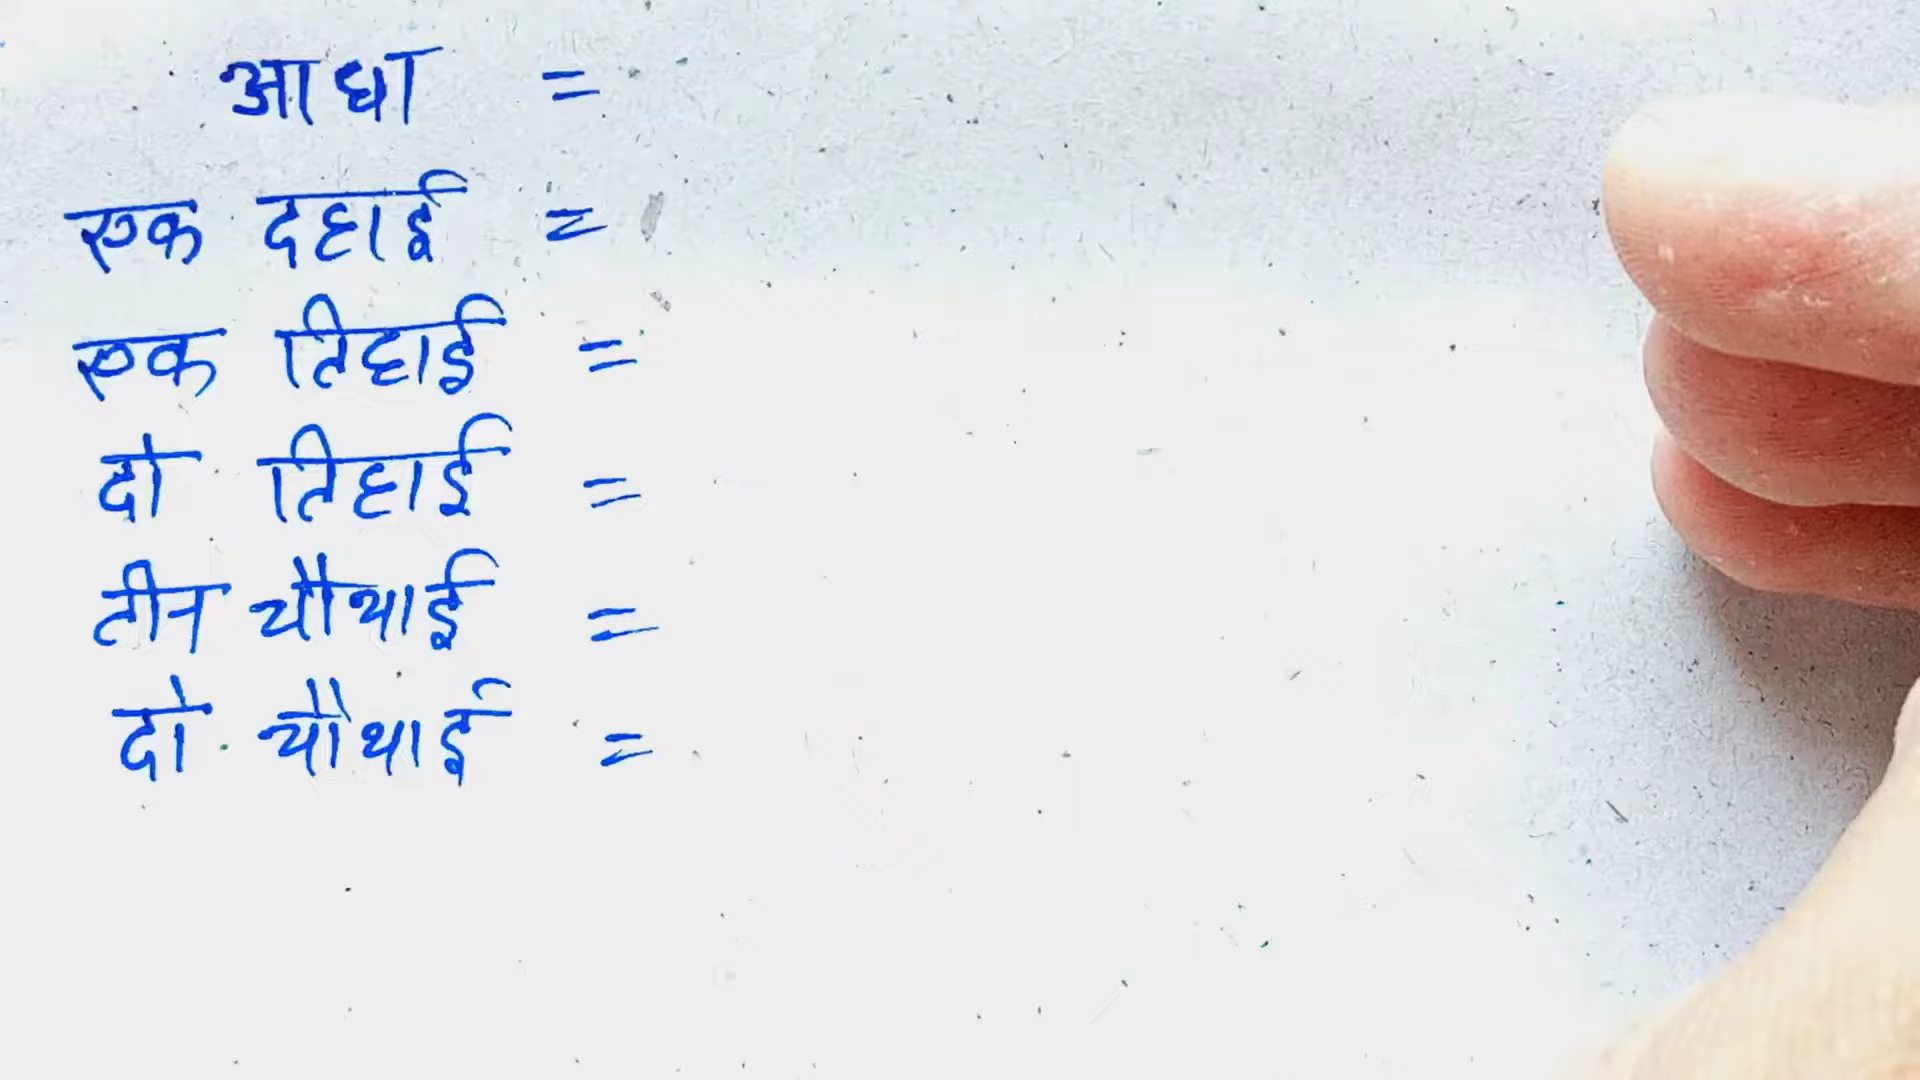 आधा =
एक दहाई =
एक तिहाई =
दो तिहाई =
तीन चौथाई =
दो चौथाई =